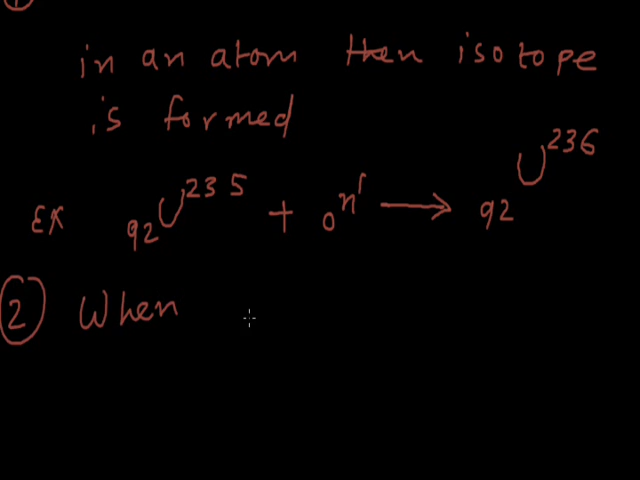 in an atom then isotope
is formed
Ex ₉₂U²³⁵ + ₀n¹ → ₉₂U²³⁶
② When